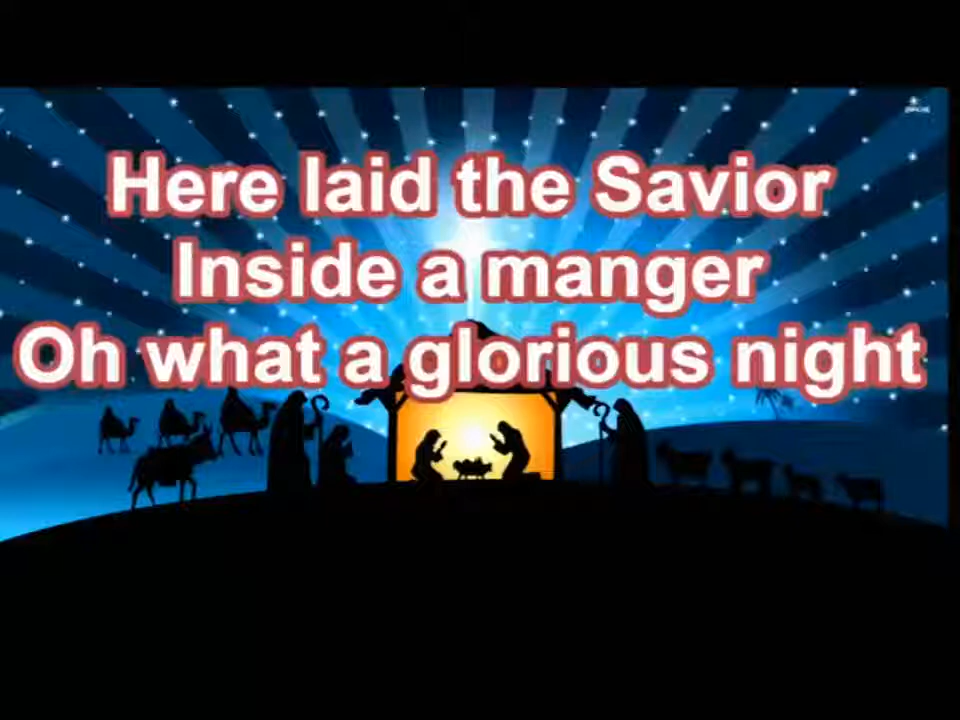 Here laid the Savior
Inside a manger
Oh what a glorious night